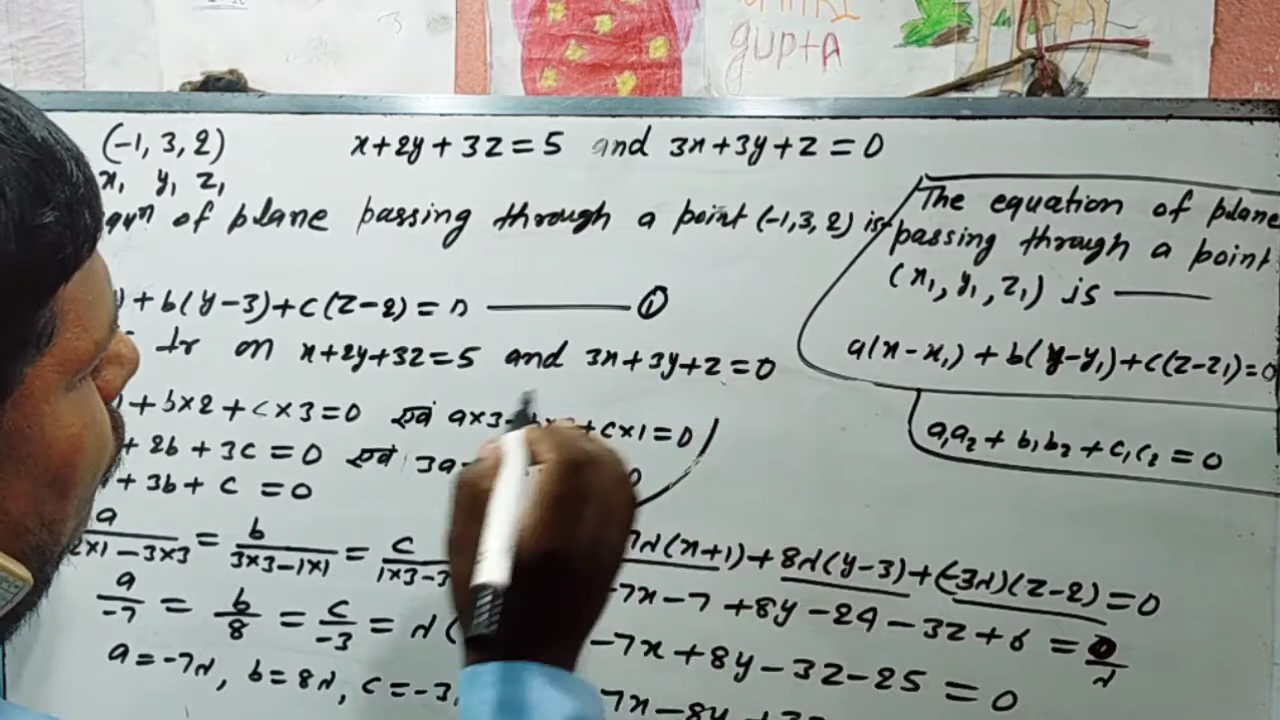 gupta
(-1, 3, 2) x+2y+3z=5 and 3x+3y+z=0
x₁ y₁ z₁
of plane passing through a point (-1,3,2) is
+b(y-3)+c(z-2)=0 ——— ①
on x+2y+3z=5 and 3x+3y+z=0
+b×2+c×3=0 एवं a×3 +c×1=0
+2b+3c=0 एवं 3a
+3b+c=0
a/2×1-3×3 = b/3×3-1×1 = c/1×3-3
a/-7 = b/8 = c/-3 = λ
a=-7λ, b=8λ, c=-3
7λ(x+1)+8λ(y-3)+(-3λ)(z-2)=0
-7x-7+8y-24-3z+6=0/λ
-7x+8y-3z-25=0
7x-8y+3z
The equation of plane
passing through a point
(x₁, y₁, z₁) is ———
a(x-x₁)+b(y-y₁)+c(z-z₁)=0
a₁a₂+b₁b₂+c₁c₂=0